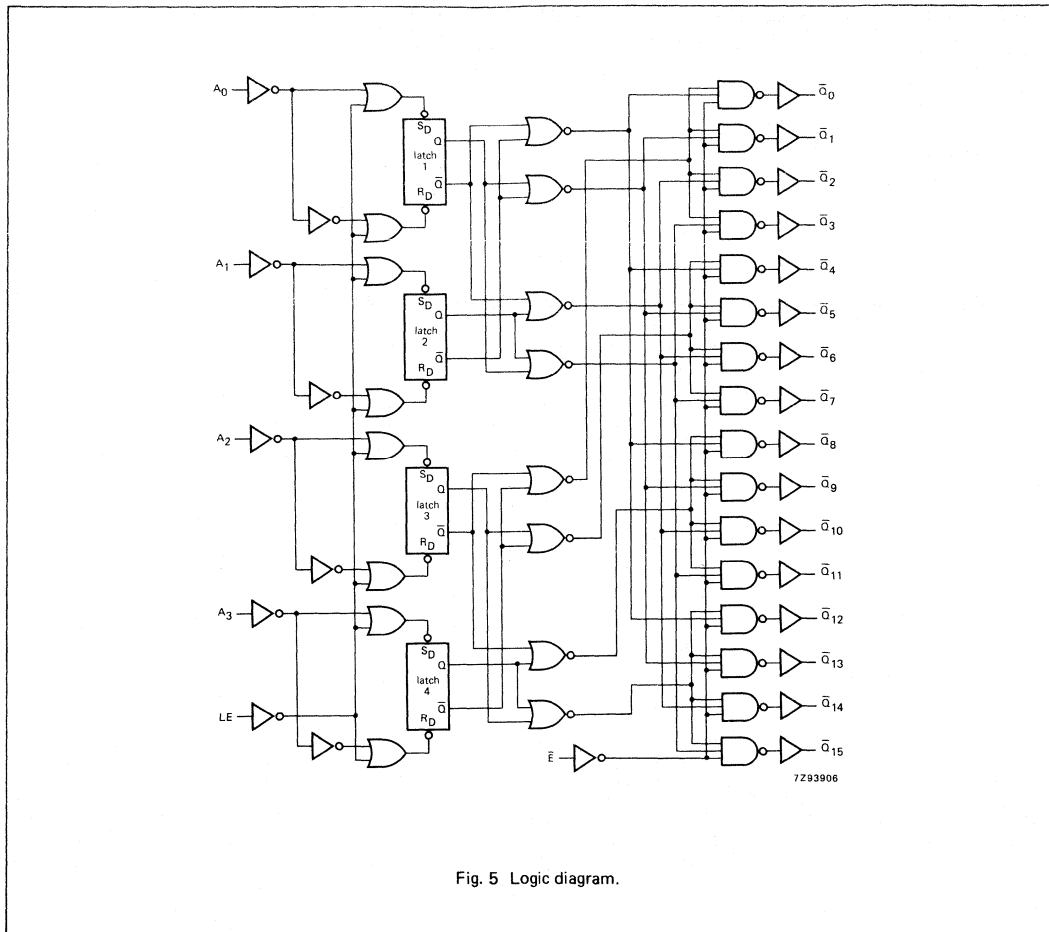 A0
SD
Q
latch
1
Q̅
RD
A1
SD
Q
latch
2
Q̅
RD
A2
SD
Q
latch
3
Q̅
RD
A3
SD
Q
latch
4
Q̅
RD
LE
E̅
Q̅0
Q̅1
Q̅2
Q̅3
Q̅4
Q̅5
Q̅6
Q̅7
Q̅8
Q̅9
Q̅10
Q̅11
Q̅12
Q̅13
Q̅14
Q̅15
7Z93906
Fig. 5 Logic diagram.